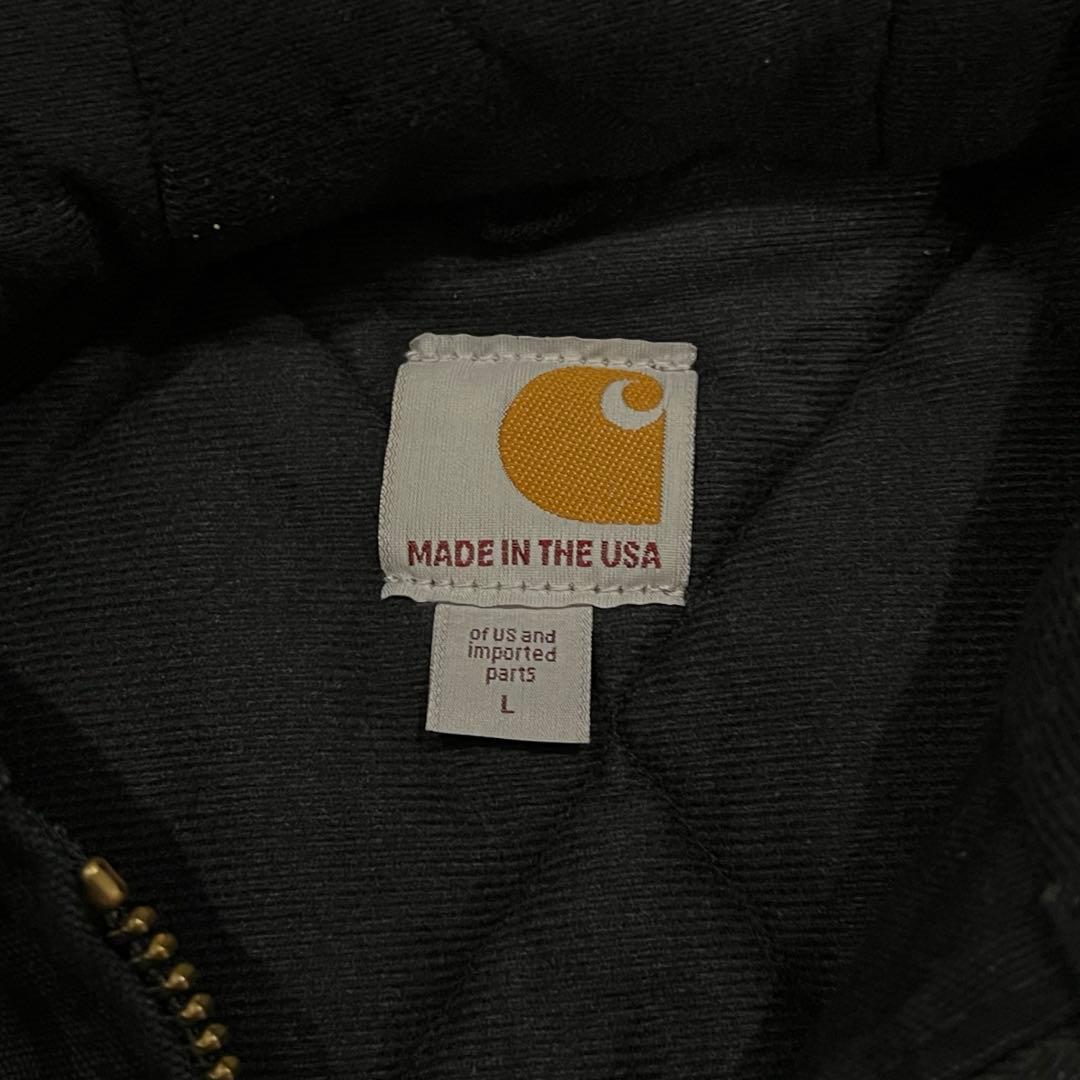 MADE IN THE USA
of US and
imported
parts
L